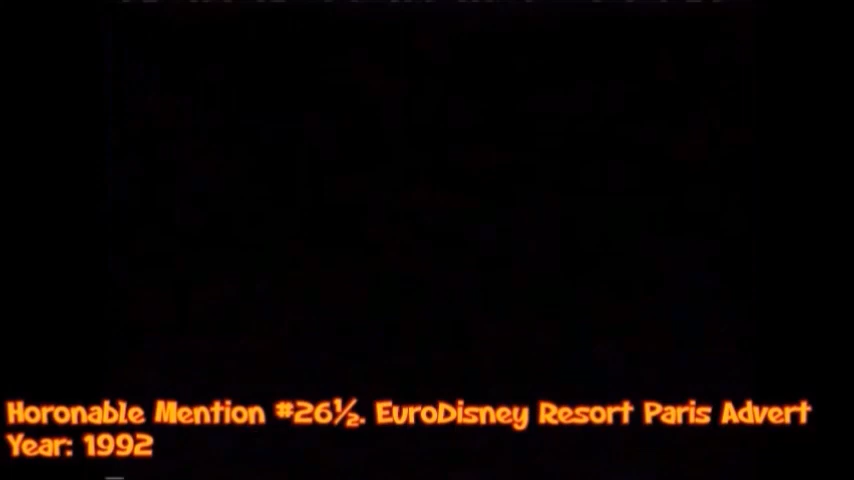 Horonable Mention #26½. EuroDisney Resort Paris Advert
Year: 1992